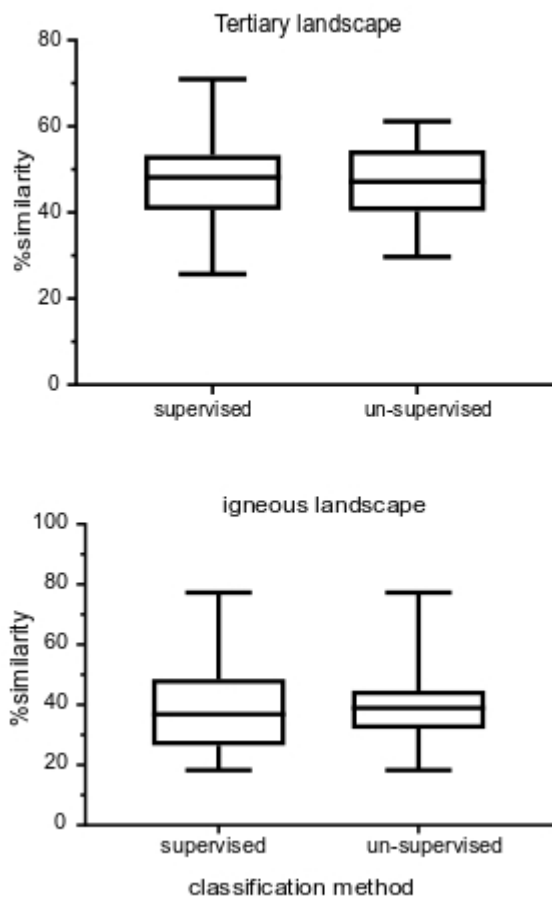 Tertiary landscape
80
60
40
20
0
%similarity
supervised un-supervised
igneous landscape
100
80
60
40
20
0
%similarity
supervised un-supervised
classification method